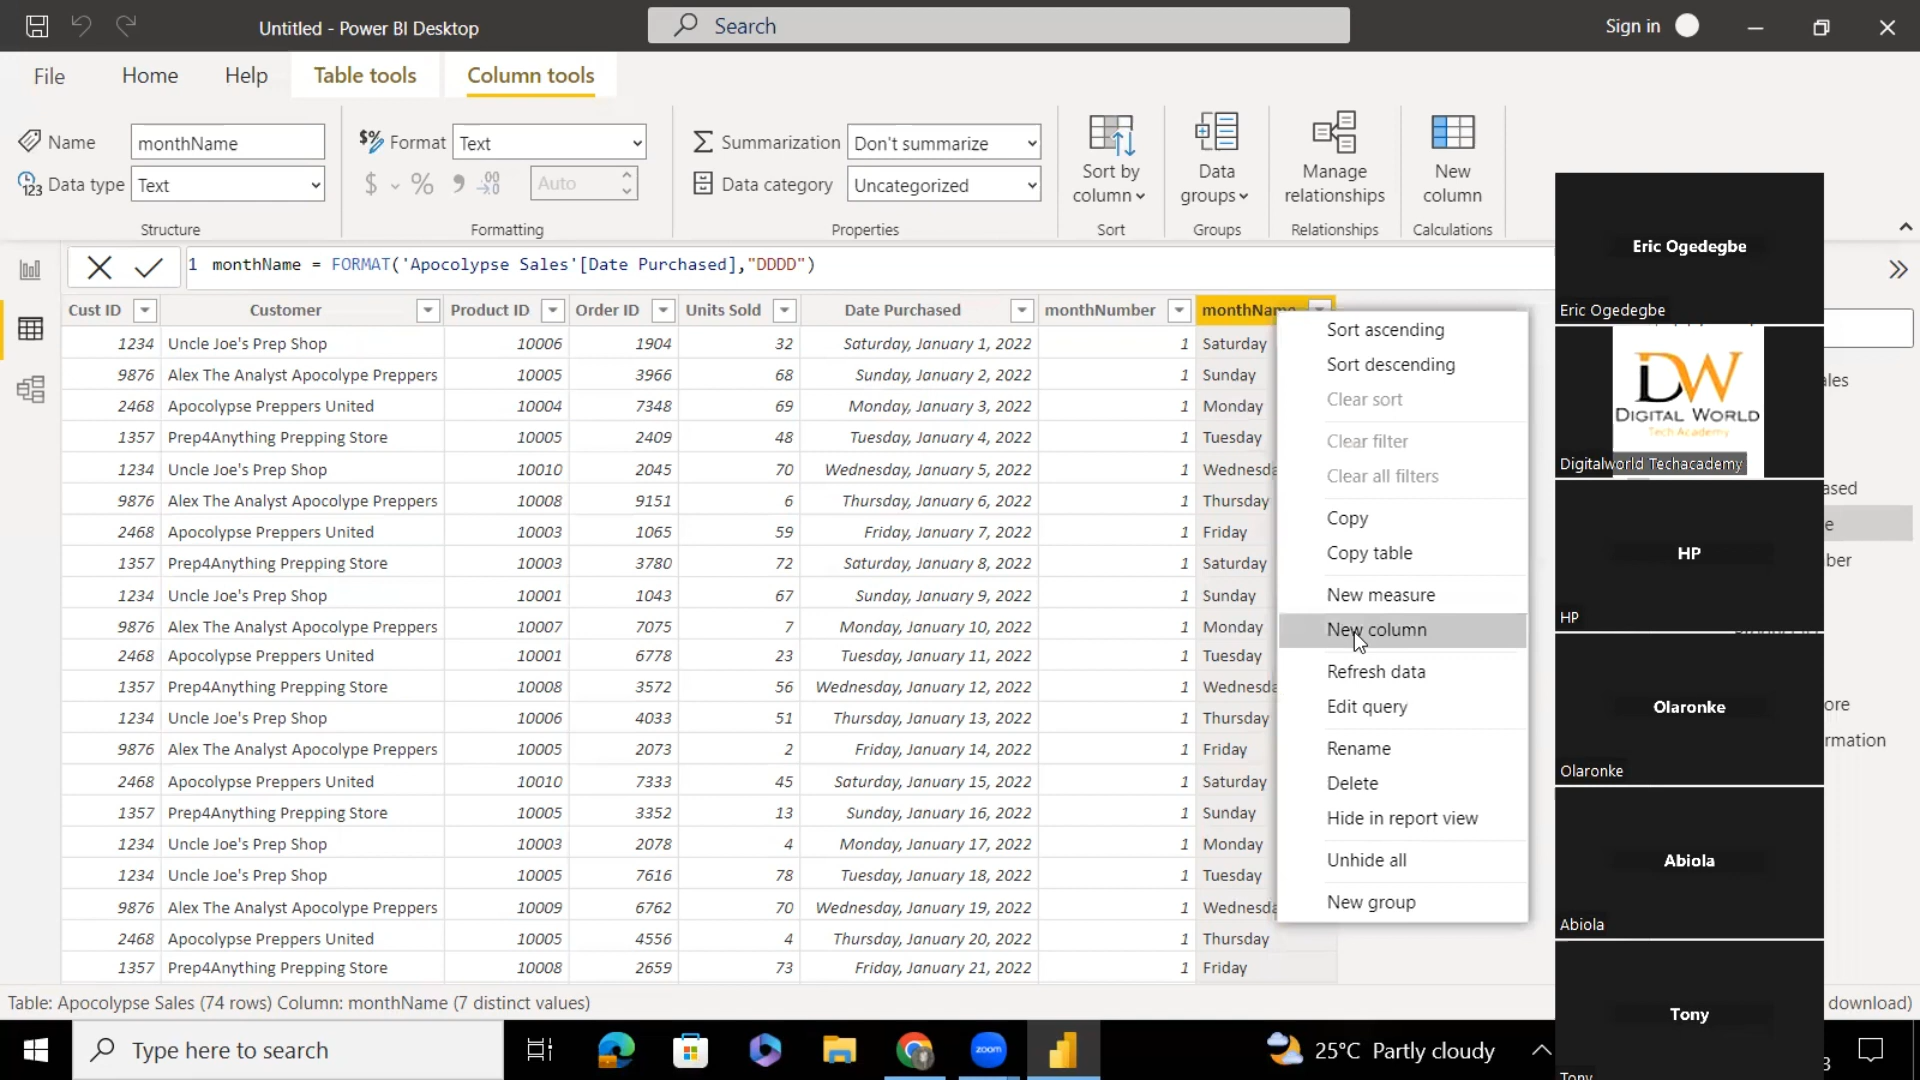 Untitled - Power BI Desktop
Search
Sign in
File
Home
Help
Table tools
Column tools
Name
monthName
Format
Text
Summarization
Don't summarize
Data type
Text
$
%
Auto
Data category
Uncategorized
Sort by column
Data groups
Manage relationships
New column
Structure
Formatting
Properties
Sort
Groups
Relationships
Calculations
1 monthName = FORMAT('Apocolypse Sales'[Date Purchased],"DDDD")
Cust ID Customer Product ID Order ID Units Sold Date Purchased monthNumber monthName
1234 Uncle Joe's Prep Shop 10006 1904 32 Saturday, January 1, 2022 1 Saturday
9876 Alex The Analyst Apocolype Preppers 10005 3966 68 Sunday, January 2, 2022 1 Sunday
2468 Apocolypse Preppers United 10004 7348 69 Monday, January 3, 2022 1 Monday
1357 Prep4Anything Prepping Store 10005 2409 48 Tuesday, January 4, 2022 1 Tuesday
1234 Uncle Joe's Prep Shop 10010 2045 70 Wednesday, January 5, 2022 1 Wednesda
9876 Alex The Analyst Apocolype Preppers 10008 9151 6 Thursday, January 6, 2022 1 Thursday
2468 Apocolypse Preppers United 10003 1065 59 Friday, January 7, 2022 1 Friday
1357 Prep4Anything Prepping Store 10003 3780 72 Saturday, January 8, 2022 1 Saturday
1234 Uncle Joe's Prep Shop 10001 1043 67 Sunday, January 9, 2022 1 Sunday
9876 Alex The Analyst Apocolype Preppers 10007 7075 7 Monday, January 10, 2022 1 Monday
2468 Apocolypse Preppers United 10001 6778 23 Tuesday, January 11, 2022 1 Tuesday
1357 Prep4Anything Prepping Store 10008 3572 56 Wednesday, January 12, 2022 1 Wednesda
1234 Uncle Joe's Prep Shop 10006 4033 51 Thursday, January 13, 2022 1 Thursday
9876 Alex The Analyst Apocolype Preppers 10005 2073 2 Friday, January 14, 2022 1 Friday
2468 Apocolypse Preppers United 10010 7333 45 Saturday, January 15, 2022 1 Saturday
1357 Prep4Anything Prepping Store 10005 3352 13 Sunday, January 16, 2022 1 Sunday
1234 Uncle Joe's Prep Shop 10003 2078 4 Monday, January 17, 2022 1 Monday
1234 Uncle Joe's Prep Shop 10005 7616 78 Tuesday, January 18, 2022 1 Tuesday
9876 Alex The Analyst Apocolype Preppers 10009 6762 70 Wednesday, January 19, 2022 1 Wednesda
2468 Apocolypse Preppers United 10005 4556 4 Thursday, January 20, 2022 1 Thursday
1357 Prep4Anything Prepping Store 10008 2659 73 Friday, January 21, 2022 1 Friday
Sort ascending
Sort descending
Clear sort
Clear filter
Clear all filters
Copy
Copy table
New measure
New column
Refresh data
Edit query
Rename
Delete
Hide in report view
Unhide all
New group
Eric Ogedegbe
Eric Ogedegbe
DW
DIGITAL WORLD
Tech Academy
Digitalworld Techacademy
HP
HP
Olaronke
Olaronke
Abiola
Abiola
Tony
Tony
ales
ased
e
ber
ore
rmation
Table: Apocolypse Sales (74 rows) Column: monthName (7 distinct values)
download)
Type here to search
zoom
25°C Partly cloudy
3